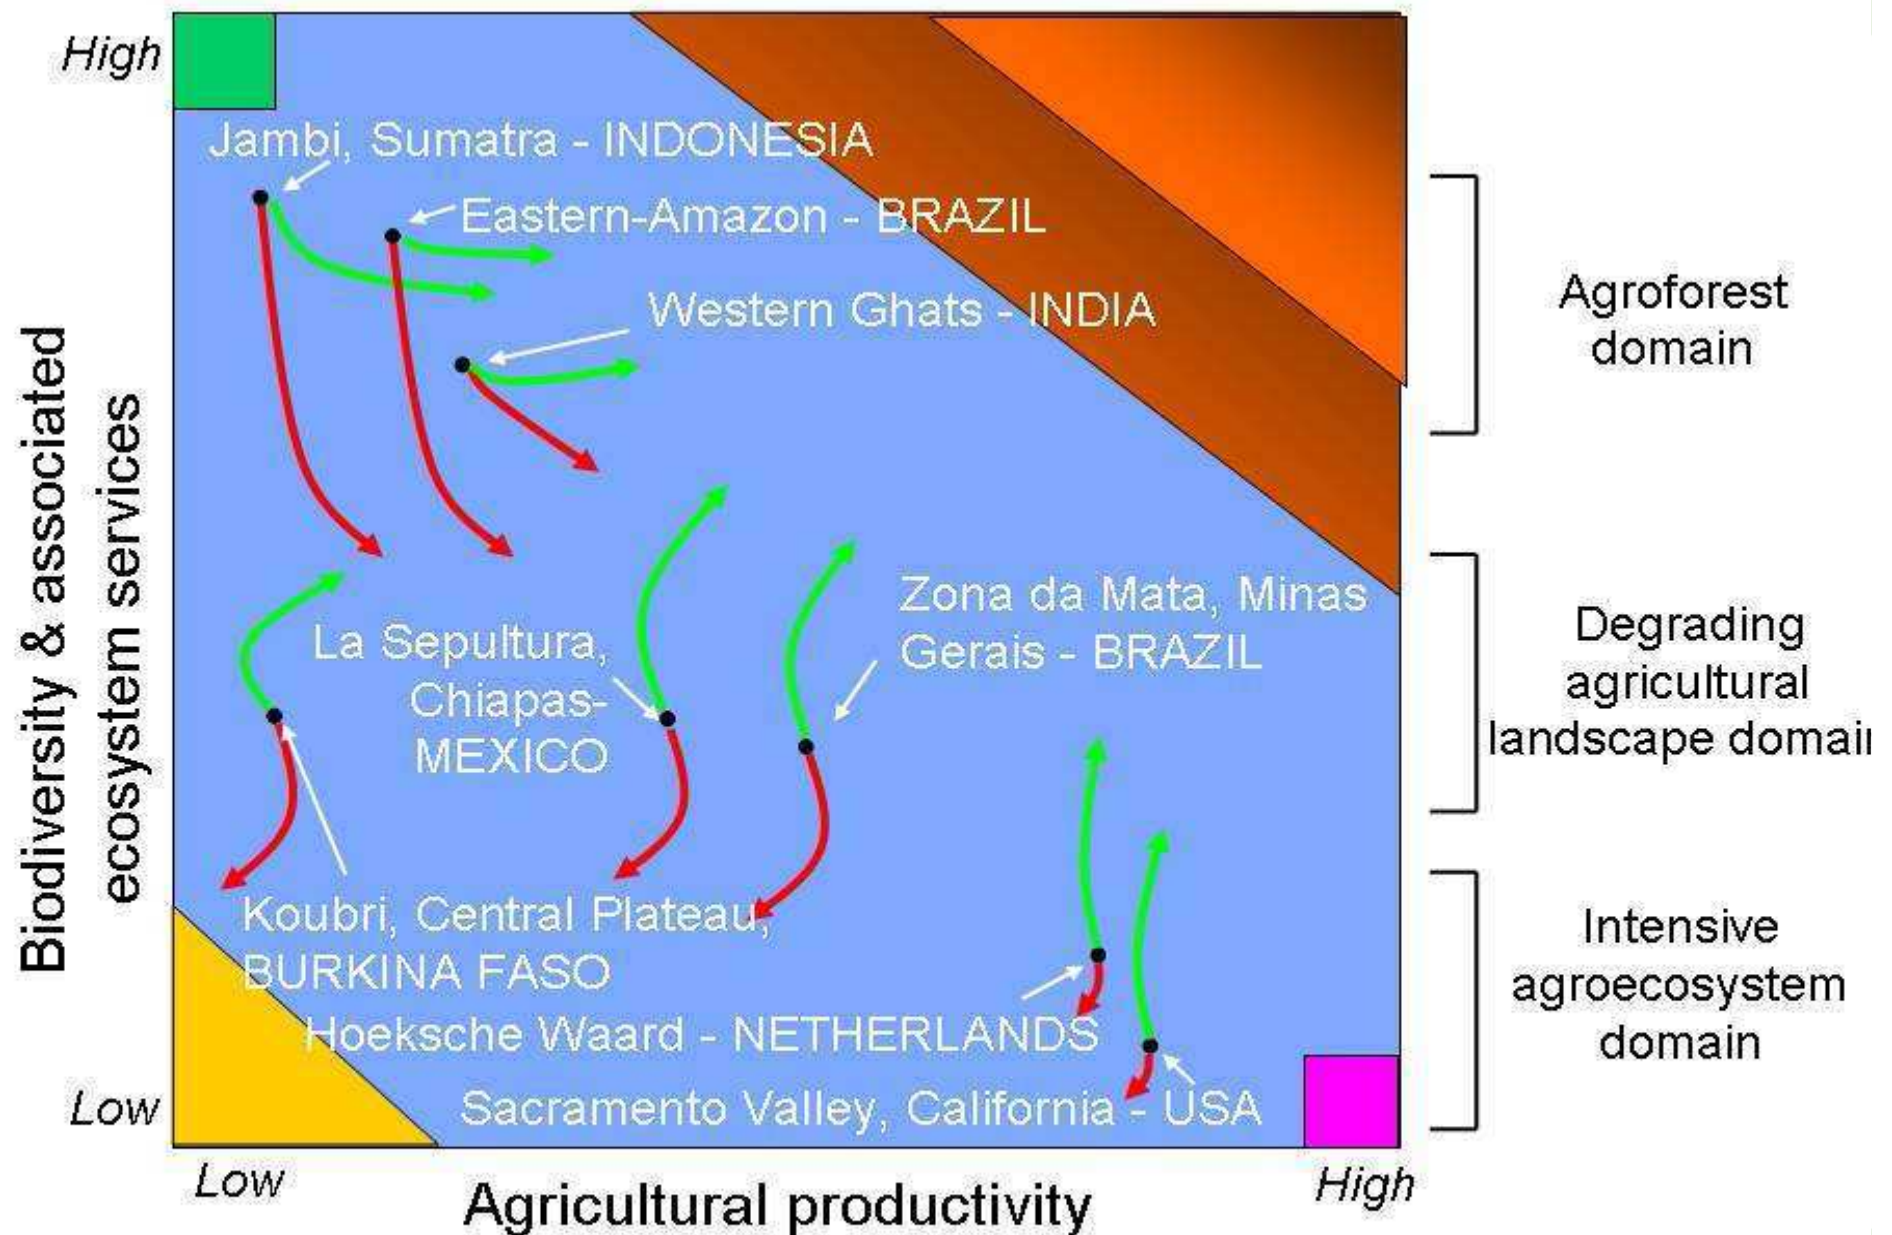 High
Jambi, Sumatra - INDONESIA
Eastern-Amazon - BRAZIL
Western Ghats - INDIA
Agroforest
domain
Biodiversity & associated
ecosystem services
Zona da Mata, Minas
Gerais - BRAZIL
La Sepultura,
Chiapas-
MEXICO
Degrading
agricultural
landscape domain
Koubri, Central Plateau,
BURKINA FASO
Hoeksche Waard - NETHERLANDS
Sacramento Valley, California - USA
Intensive
agroecosystem
domain
Low
Low
High
Agricultural productivity